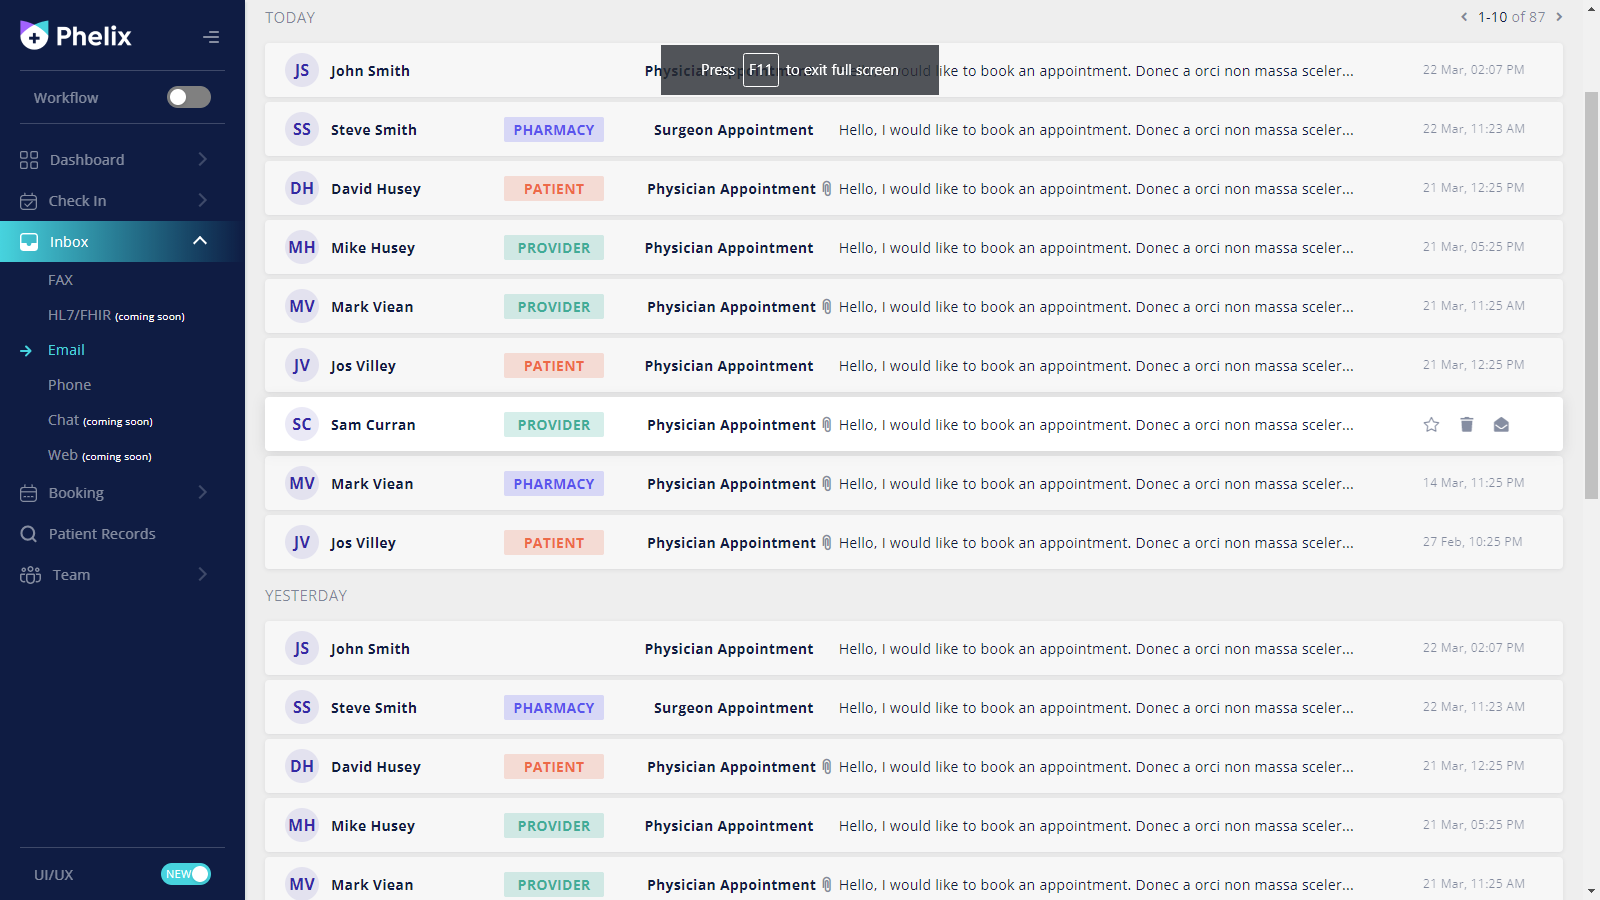 Phelix
Workflow
Dashboard
Check In
Inbox
FAX
HL7/FHIR (coming soon)
Email
Phone
Chat (coming soon)
Web (coming soon)
Booking
Patient Records
Team
UI/UX NEW
TODAY 1-10 of 87
Press F11 to exit full screen
JS John Smith Physician Appointment Hello, I would like to book an appointment. Donec a orci non massa sceler... 22 Mar, 02:07 PM
SS Steve Smith PHARMACY Surgeon Appointment Hello, I would like to book an appointment. Donec a orci non massa sceler... 22 Mar, 11:23 AM
DH David Husey PATIENT Physician Appointment Hello, I would like to book an appointment. Donec a orci non massa sceler... 21 Mar, 12:25 PM
MH Mike Husey PROVIDER Physician Appointment Hello, I would like to book an appointment. Donec a orci non massa sceler... 21 Mar, 05:25 PM
MV Mark Viean PROVIDER Physician Appointment Hello, I would like to book an appointment. Donec a orci non massa sceler... 21 Mar, 11:25 AM
JV Jos Villey PATIENT Physician Appointment Hello, I would like to book an appointment. Donec a orci non massa sceler... 21 Mar, 12:25 PM
SC Sam Curran PROVIDER Physician Appointment Hello, I would like to book an appointment. Donec a orci non massa sceler...
MV Mark Viean PHARMACY Physician Appointment Hello, I would like to book an appointment. Donec a orci non massa sceler... 14 Mar, 11:25 PM
JV Jos Villey PATIENT Physician Appointment Hello, I would like to book an appointment. Donec a orci non massa sceler... 27 Feb, 10:25 PM
YESTERDAY
JS John Smith Physician Appointment Hello, I would like to book an appointment. Donec a orci non massa sceler... 22 Mar, 02:07 PM
SS Steve Smith PHARMACY Surgeon Appointment Hello, I would like to book an appointment. Donec a orci non massa sceler... 22 Mar, 11:23 AM
DH David Husey PATIENT Physician Appointment Hello, I would like to book an appointment. Donec a orci non massa sceler... 21 Mar, 12:25 PM
MH Mike Husey PROVIDER Physician Appointment Hello, I would like to book an appointment. Donec a orci non massa sceler... 21 Mar, 05:25 PM
MV Mark Viean PROVIDER Physician Appointment Hello, I would like to book an appointment. Donec a orci non massa sceler... 21 Mar, 11:25 AM